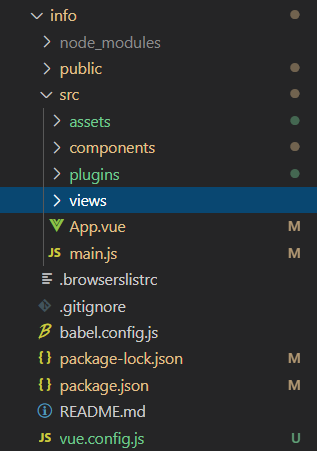 info
node_modules
public
src
assets
components
plugins
views
App.vue M
JS main.js M
.browserslistrc
.gitignore
babel.config.js
{} package-lock.json M
{} package.json M
README.md
JS vue.config.js U